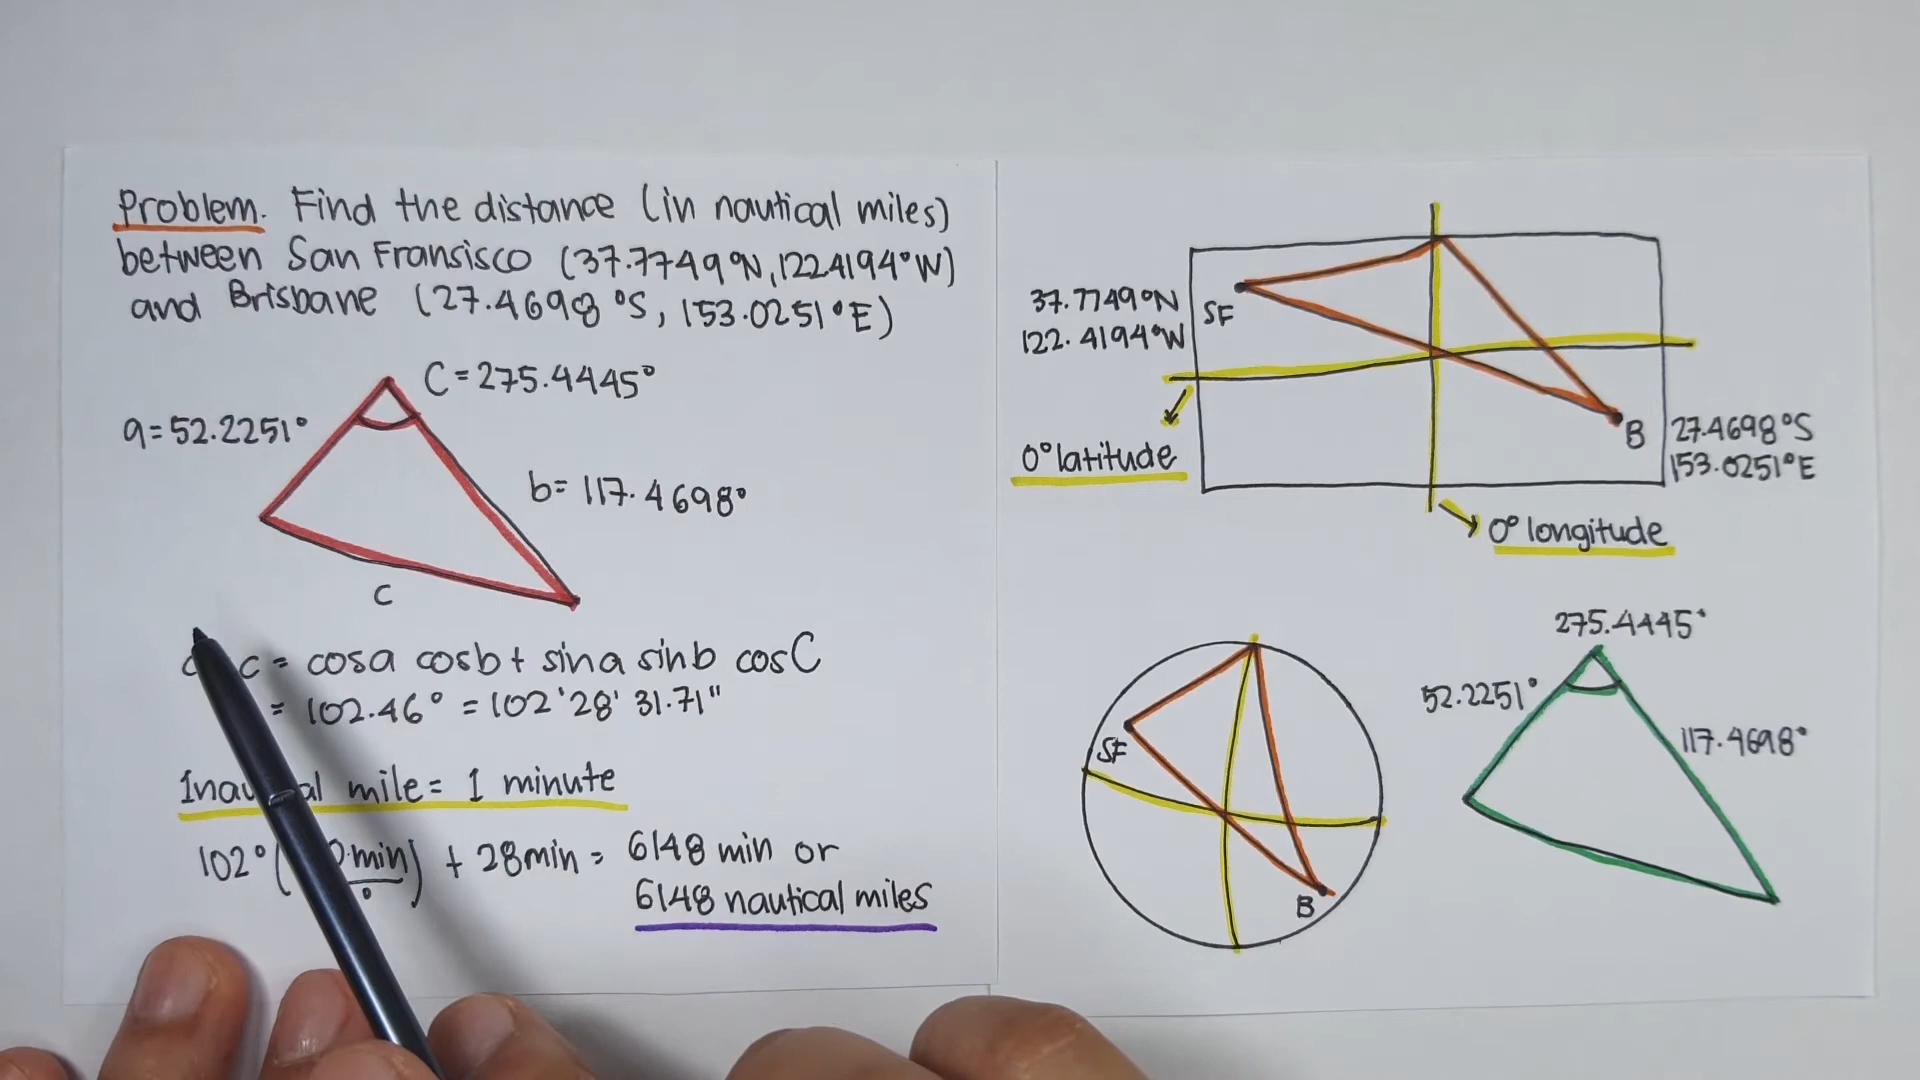 Problem. Find the distance (in nautical miles)
between San Fransisco (37.7749°N, 1224194°W)
and Brisbane (27.4698°S, 153.0251°E)
C = 275.4445°
a = 52.2251°
b = 117.4698°
C
c = cosa cosb + sina sinb cosC
= 102.46° = 102°28' 31.71"
mile = 1 minute
102° ( min) + 28min = 6148 min or
°
6148 nautical miles
37.7749°N
122.4194°W
SF
B
27.4698°S
153.0251°E
0° latitude
0° longitude
SF
B
275.4445°
52.2251°
117.4698°